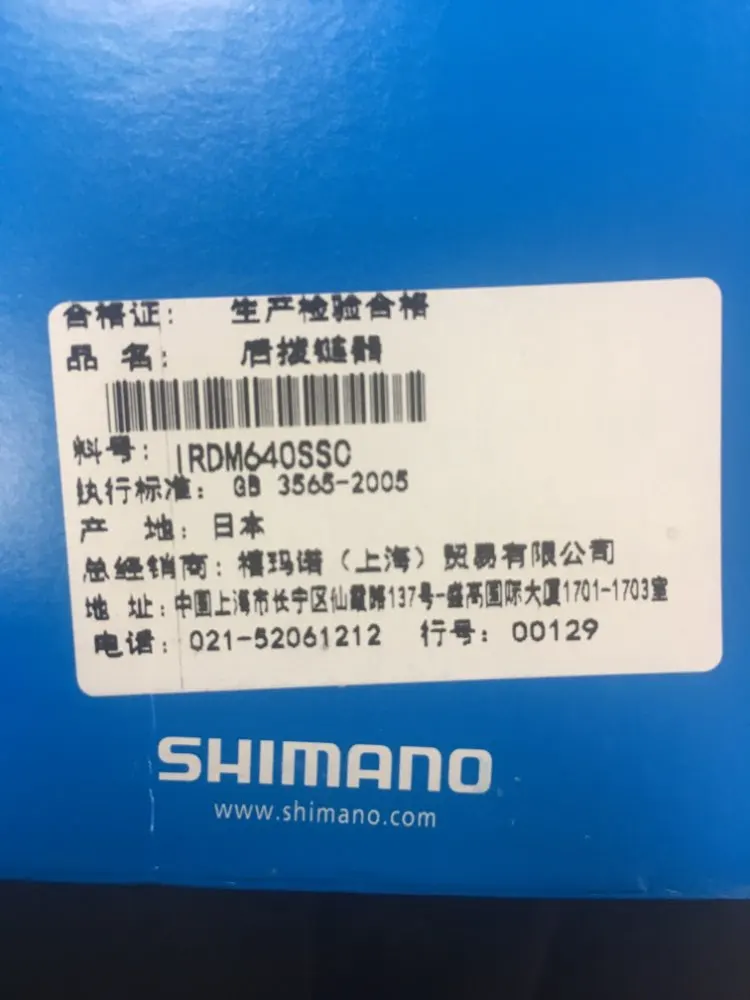 合格证: 生产检验合格
品 名: 后拨链器
料号: IRDM640SSC
执行标准: GB 3565-2005
产 地: 日本
总经销商: 禧玛诺(上海)贸易有限公司
地 址: 中国上海市长宁区仙霞路137号-盛高国际大厦1701-1703室
电话: 021-52061212 行号: 00129
SHIMANO
www.shimano.com